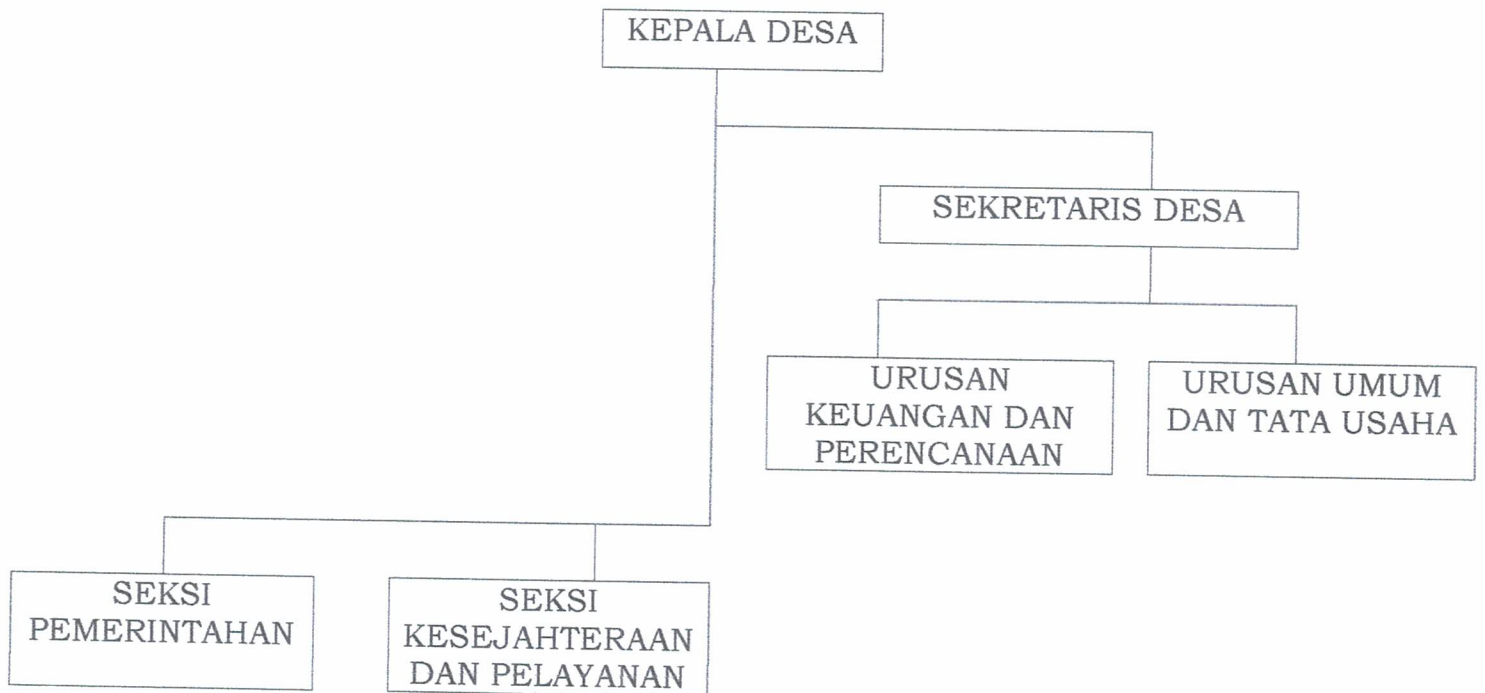 KEPALA DESA
SEKRETARIS DESA
URUSAN
KEUANGAN DAN
PERENCANAAN
URUSAN UMUM
DAN TATA USAHA
SEKSI
PEMERINTAHAN
SEKSI
KESEJAHTERAAN
DAN PELAYANAN